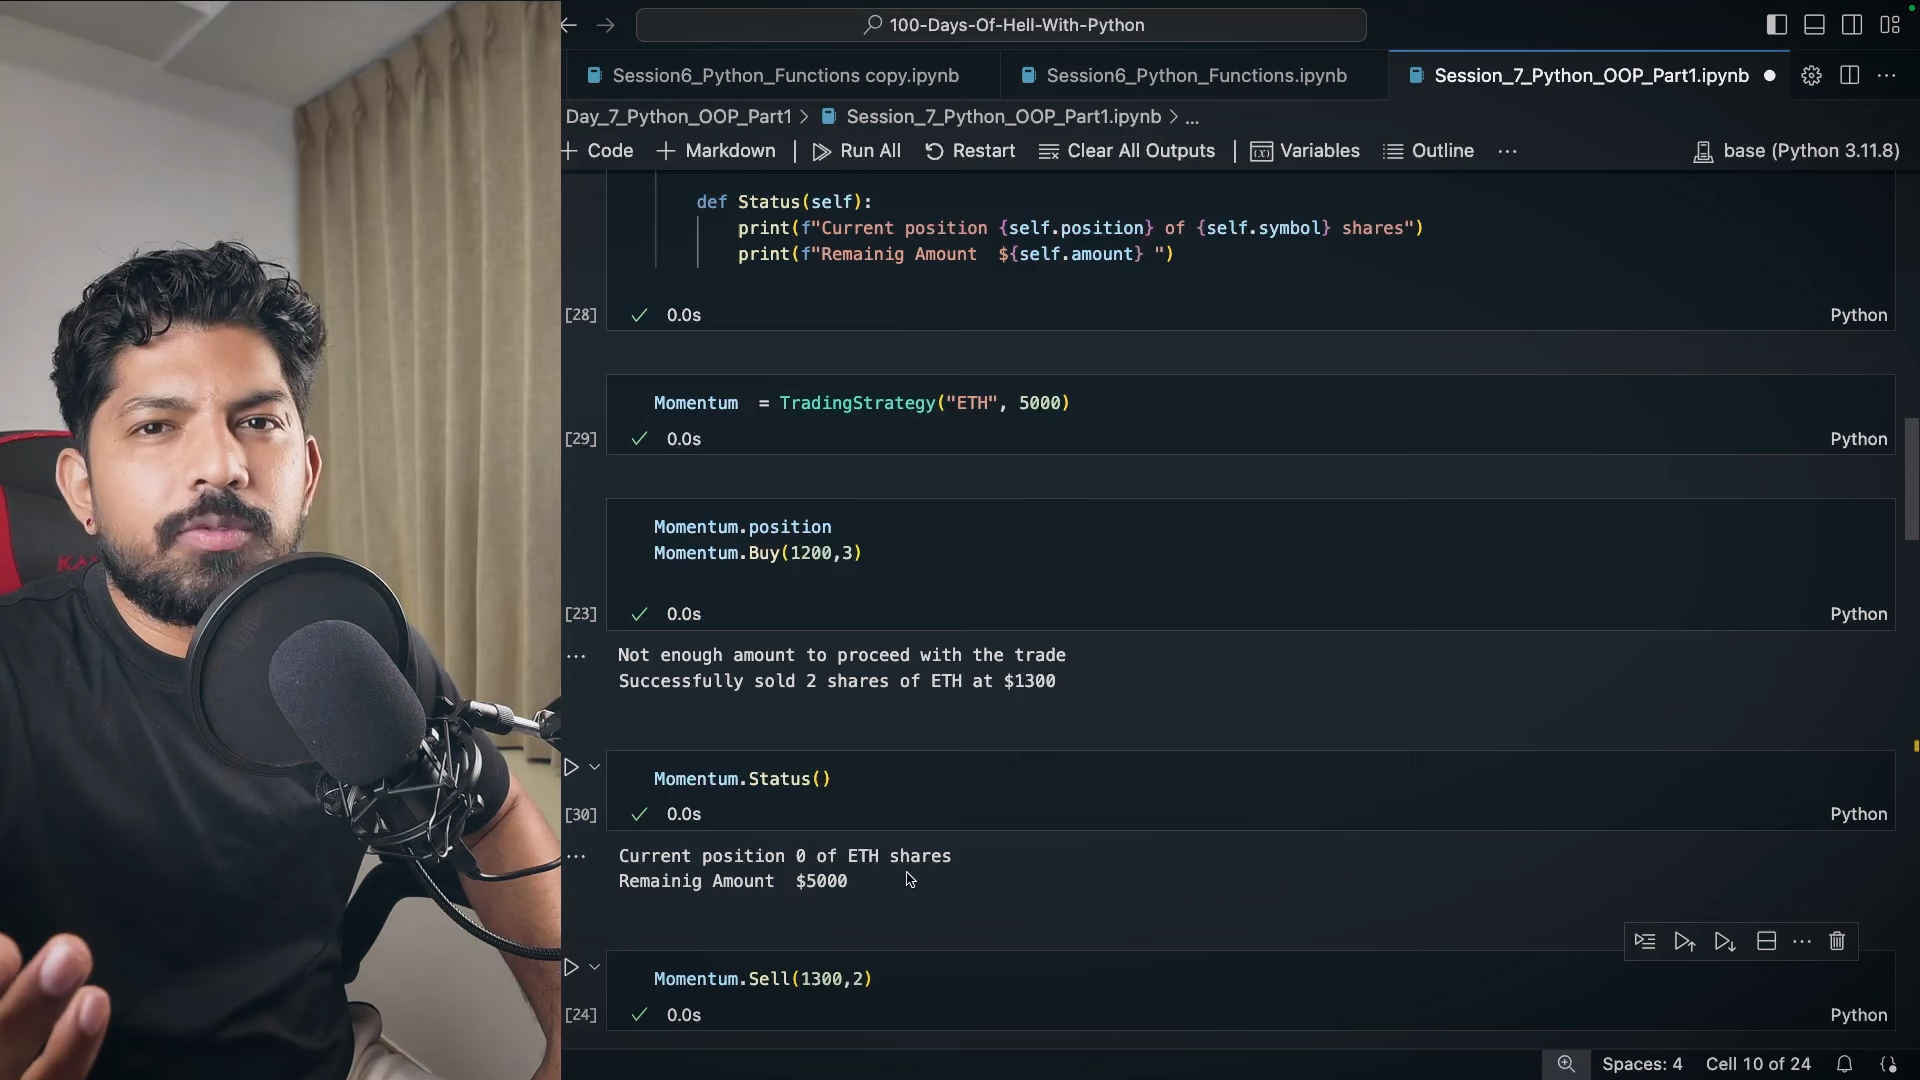 100-Days-Of-Hell-With-Python
Session6_Python_Functions copy.ipynb
Session6_Python_Functions.ipynb
Session_7_Python_OOP_Part1.ipynb
Day_7_Python_OOP_Part1 > Session_7_Python_OOP_Part1.ipynb > ...
+ Code + Markdown | Run All Restart Clear All Outputs | Variables Outline ... base (Python 3.11.8)
def Status(self):
print(f"Current position {self.position} of {self.symbol} shares")
print(f"Remainig Amount  ${self.amount} ")
[28] ✓ 0.0s Python
Momentum  = TradingStrategy("ETH", 5000)
[29] ✓ 0.0s Python
Momentum.position
Momentum.Buy(1200,3)
[23] ✓ 0.0s Python
... Not enough amount to proceed with the trade
Successfully sold 2 shares of ETH at $1300
Momentum.Status()
[30] ✓ 0.0s Python
... Current position 0 of ETH shares
Remainig Amount  $5000
Momentum.Sell(1300,2)
[24] ✓ 0.0s Python
Spaces: 4 Cell 10 of 24